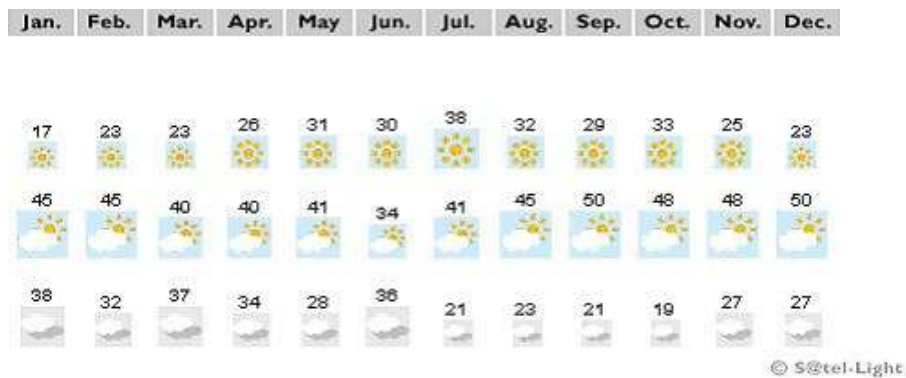 Jan. Feb. Mar. Apr. May Jun. Jul. Aug. Sep. Oct. Nov. Dec.
17 23 23 26 31 30 38 32 29 33 25 23
45 45 40 40 41 34 41 45 50 48 48 50
38 32 37 34 28 36 21 23 21 19 27 27
© S@tel-Light